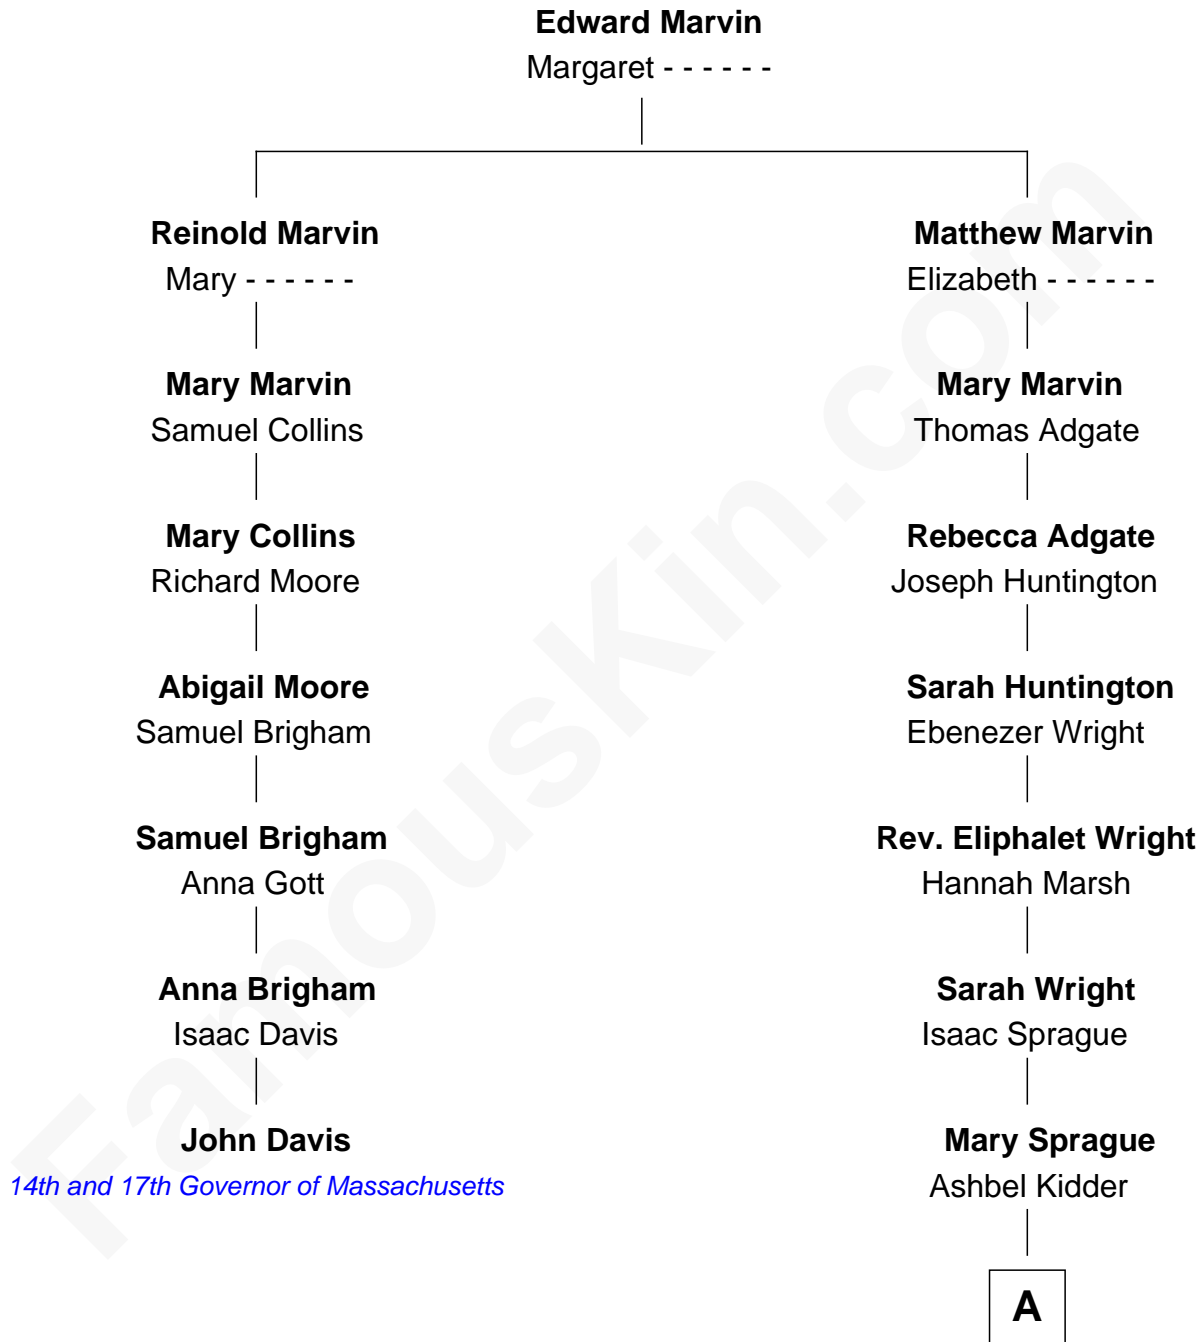 Edward Marvin
Margaret - - - - - -
Reinold Marvin
Mary - - - - - -
Matthew Marvin
Elizabeth - - - - - -
Mary Marvin
Samuel Collins
Mary Marvin
Thomas Adgate
Mary Collins
Richard Moore
Rebecca Adgate
Joseph Huntington
Abigail Moore
Samuel Brigham
Sarah Huntington
Ebenezer Wright
Samuel Brigham
Anna Gott
Rev. Eliphalet Wright
Hannah Marsh
Anna Brigham
Isaac Davis
Sarah Wright
Isaac Sprague
John Davis
14th and 17th Governor of Massachusetts
Mary Sprague
Ashbel Kidder
A
FamousKin.com